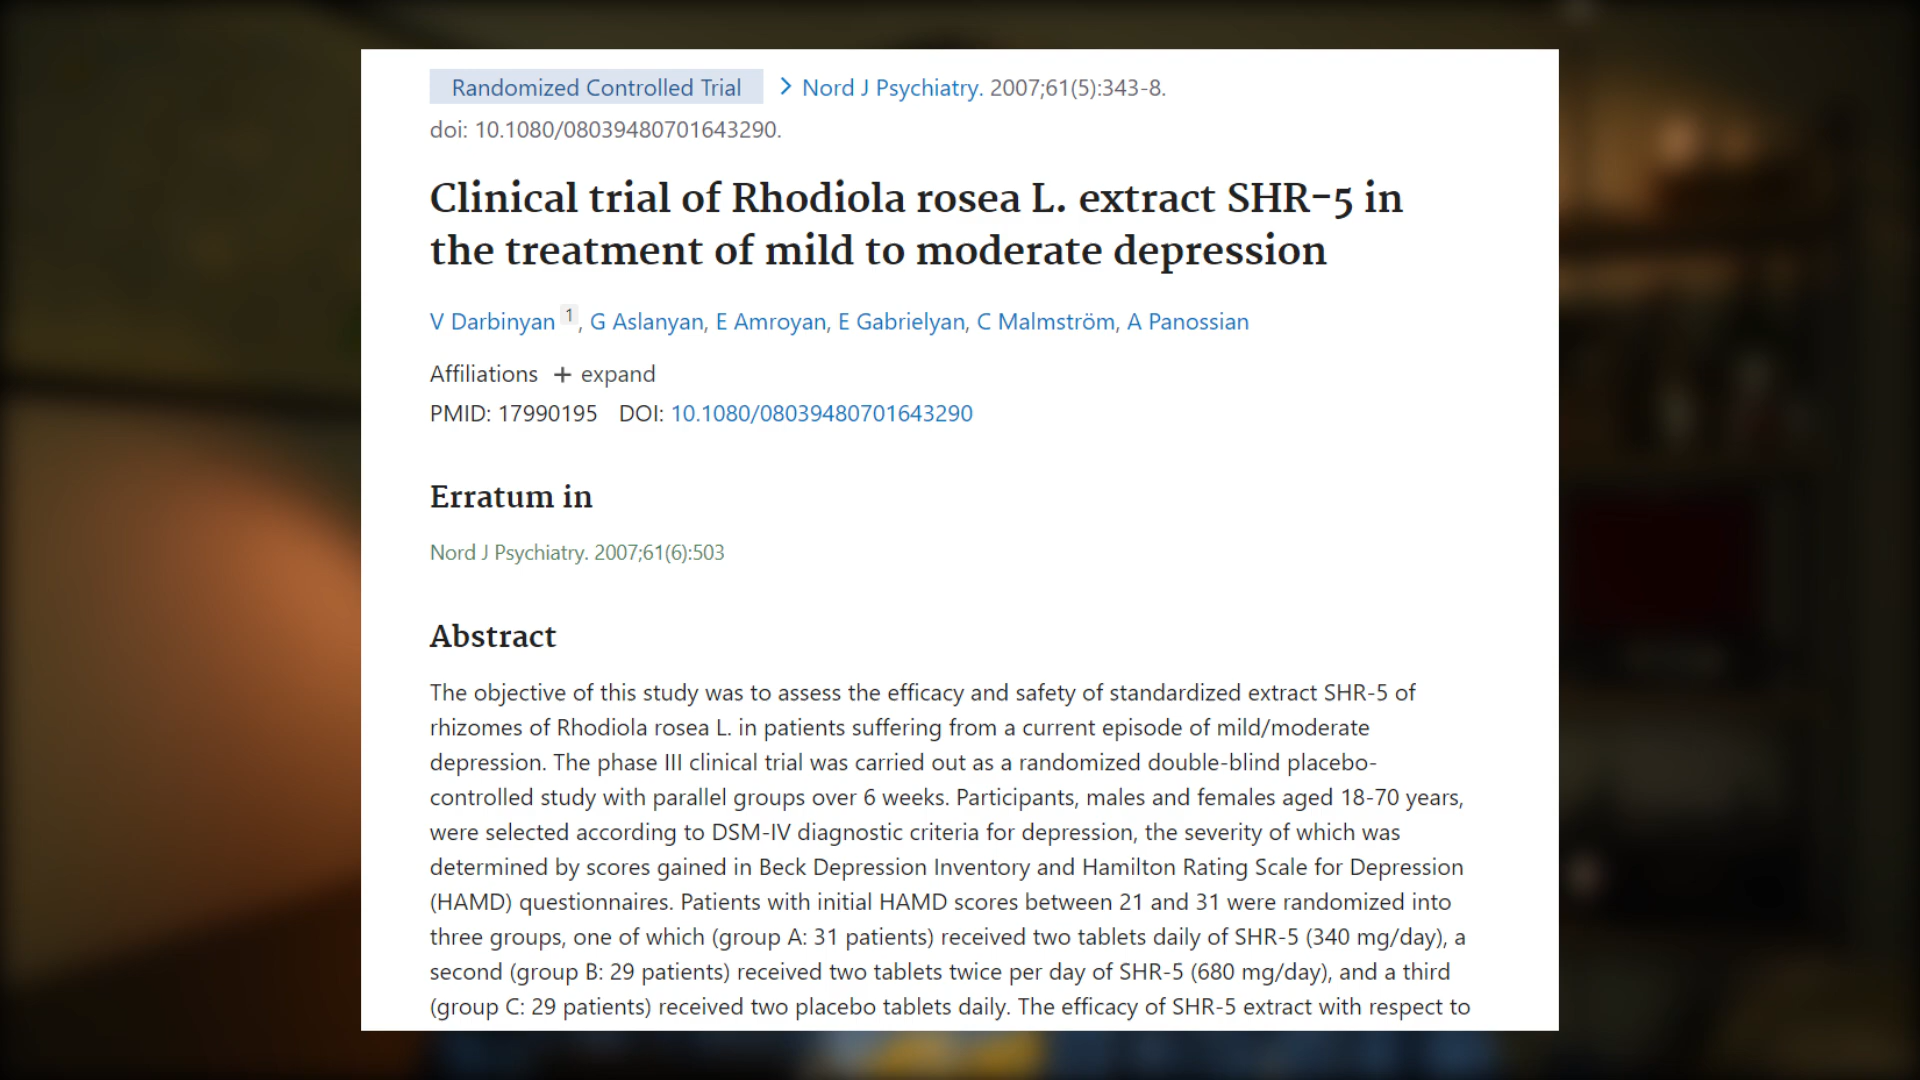 Randomized Controlled Trial > Nord J Psychiatry. 2007;61(5):343-8.
doi: 10.1080/08039480701643290.
Clinical trial of Rhodiola rosea L. extract SHR-5 in
the treatment of mild to moderate depression
V Darbinyan 1, G Aslanyan, E Amroyan, E Gabrielyan, C Malmström, A Panossian
Affiliations + expand
PMID: 17990195 DOI: 10.1080/08039480701643290
Erratum in
Nord J Psychiatry. 2007;61(6):503
Abstract
The objective of this study was to assess the efficacy and safety of standardized extract SHR-5 of
rhizomes of Rhodiola rosea L. in patients suffering from a current episode of mild/moderate
depression. The phase III clinical trial was carried out as a randomized double-blind placebo-
controlled study with parallel groups over 6 weeks. Participants, males and females aged 18-70 years,
were selected according to DSM-IV diagnostic criteria for depression, the severity of which was
determined by scores gained in Beck Depression Inventory and Hamilton Rating Scale for Depression
(HAMD) questionnaires. Patients with initial HAMD scores between 21 and 31 were randomized into
three groups, one of which (group A: 31 patients) received two tablets daily of SHR-5 (340 mg/day), a
second (group B: 29 patients) received two tablets twice per day of SHR-5 (680 mg/day), and a third
(group C: 29 patients) received two placebo tablets daily. The efficacy of SHR-5 extract with respect to